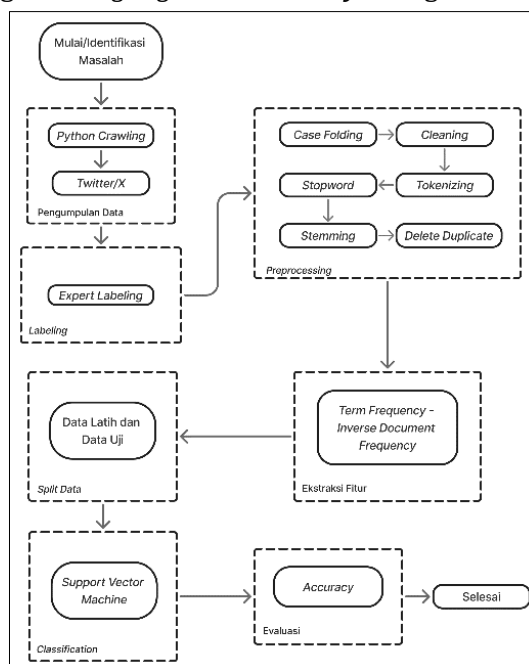 Mulai/Identifikasi
Masalah
Python Crawling
Twitter/X
Pengumpulan Data
Expert Labeling
Labeling
Case Folding
Cleaning
Stopword
Tokenizing
Stemming
Delete Duplicate
Preprocessing
Term Frequency -
Inverse Document
Frequency
Ekstraksi Fitur
Data Latih dan
Data Uji
Split Data
Support Vector
Machine
Classification
Accuracy
Evaluasi
Selesai